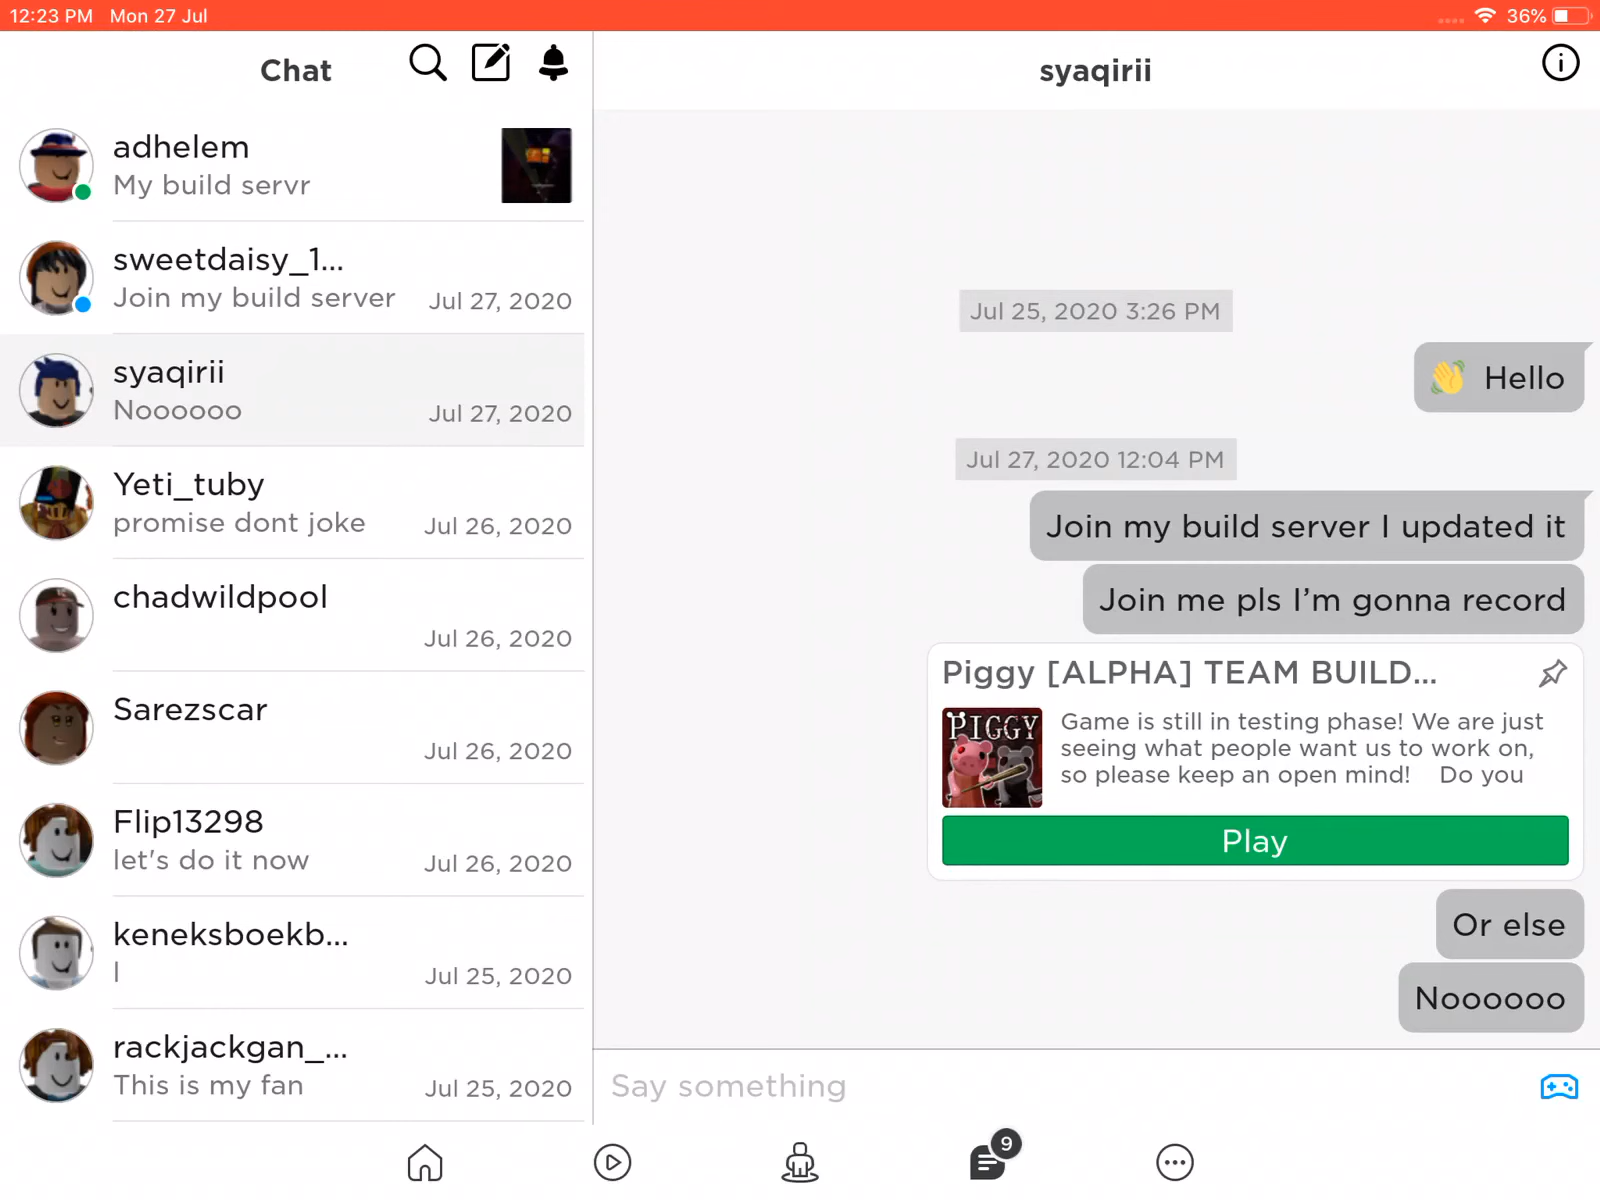 12:23 PM Mon 27 Jul
36%
Chat
adhelem
My build servr
sweetdaisy_1...
Join my build server Jul 27, 2020
syaqirii
Noooooo Jul 27, 2020
Yeti_tuby
promise dont joke Jul 26, 2020
chadwildpool
Jul 26, 2020
Sarezscar
Jul 26, 2020
Flip13298
let's do it now Jul 26, 2020
keneksboekb...
I Jul 25, 2020
rackjackgan_...
This is my fan Jul 25, 2020
syaqirii
Jul 25, 2020 3:26 PM
👋 Hello
Jul 27, 2020 12:04 PM
Join my build server I updated it
Join me pls I’m gonna record
Piggy [ALPHA] TEAM BUILD...
PIGGY
Game is still in testing phase! We are just
seeing what people want us to work on,
so please keep an open mind! Do you
Play
Or else
Noooooo
Say something
9